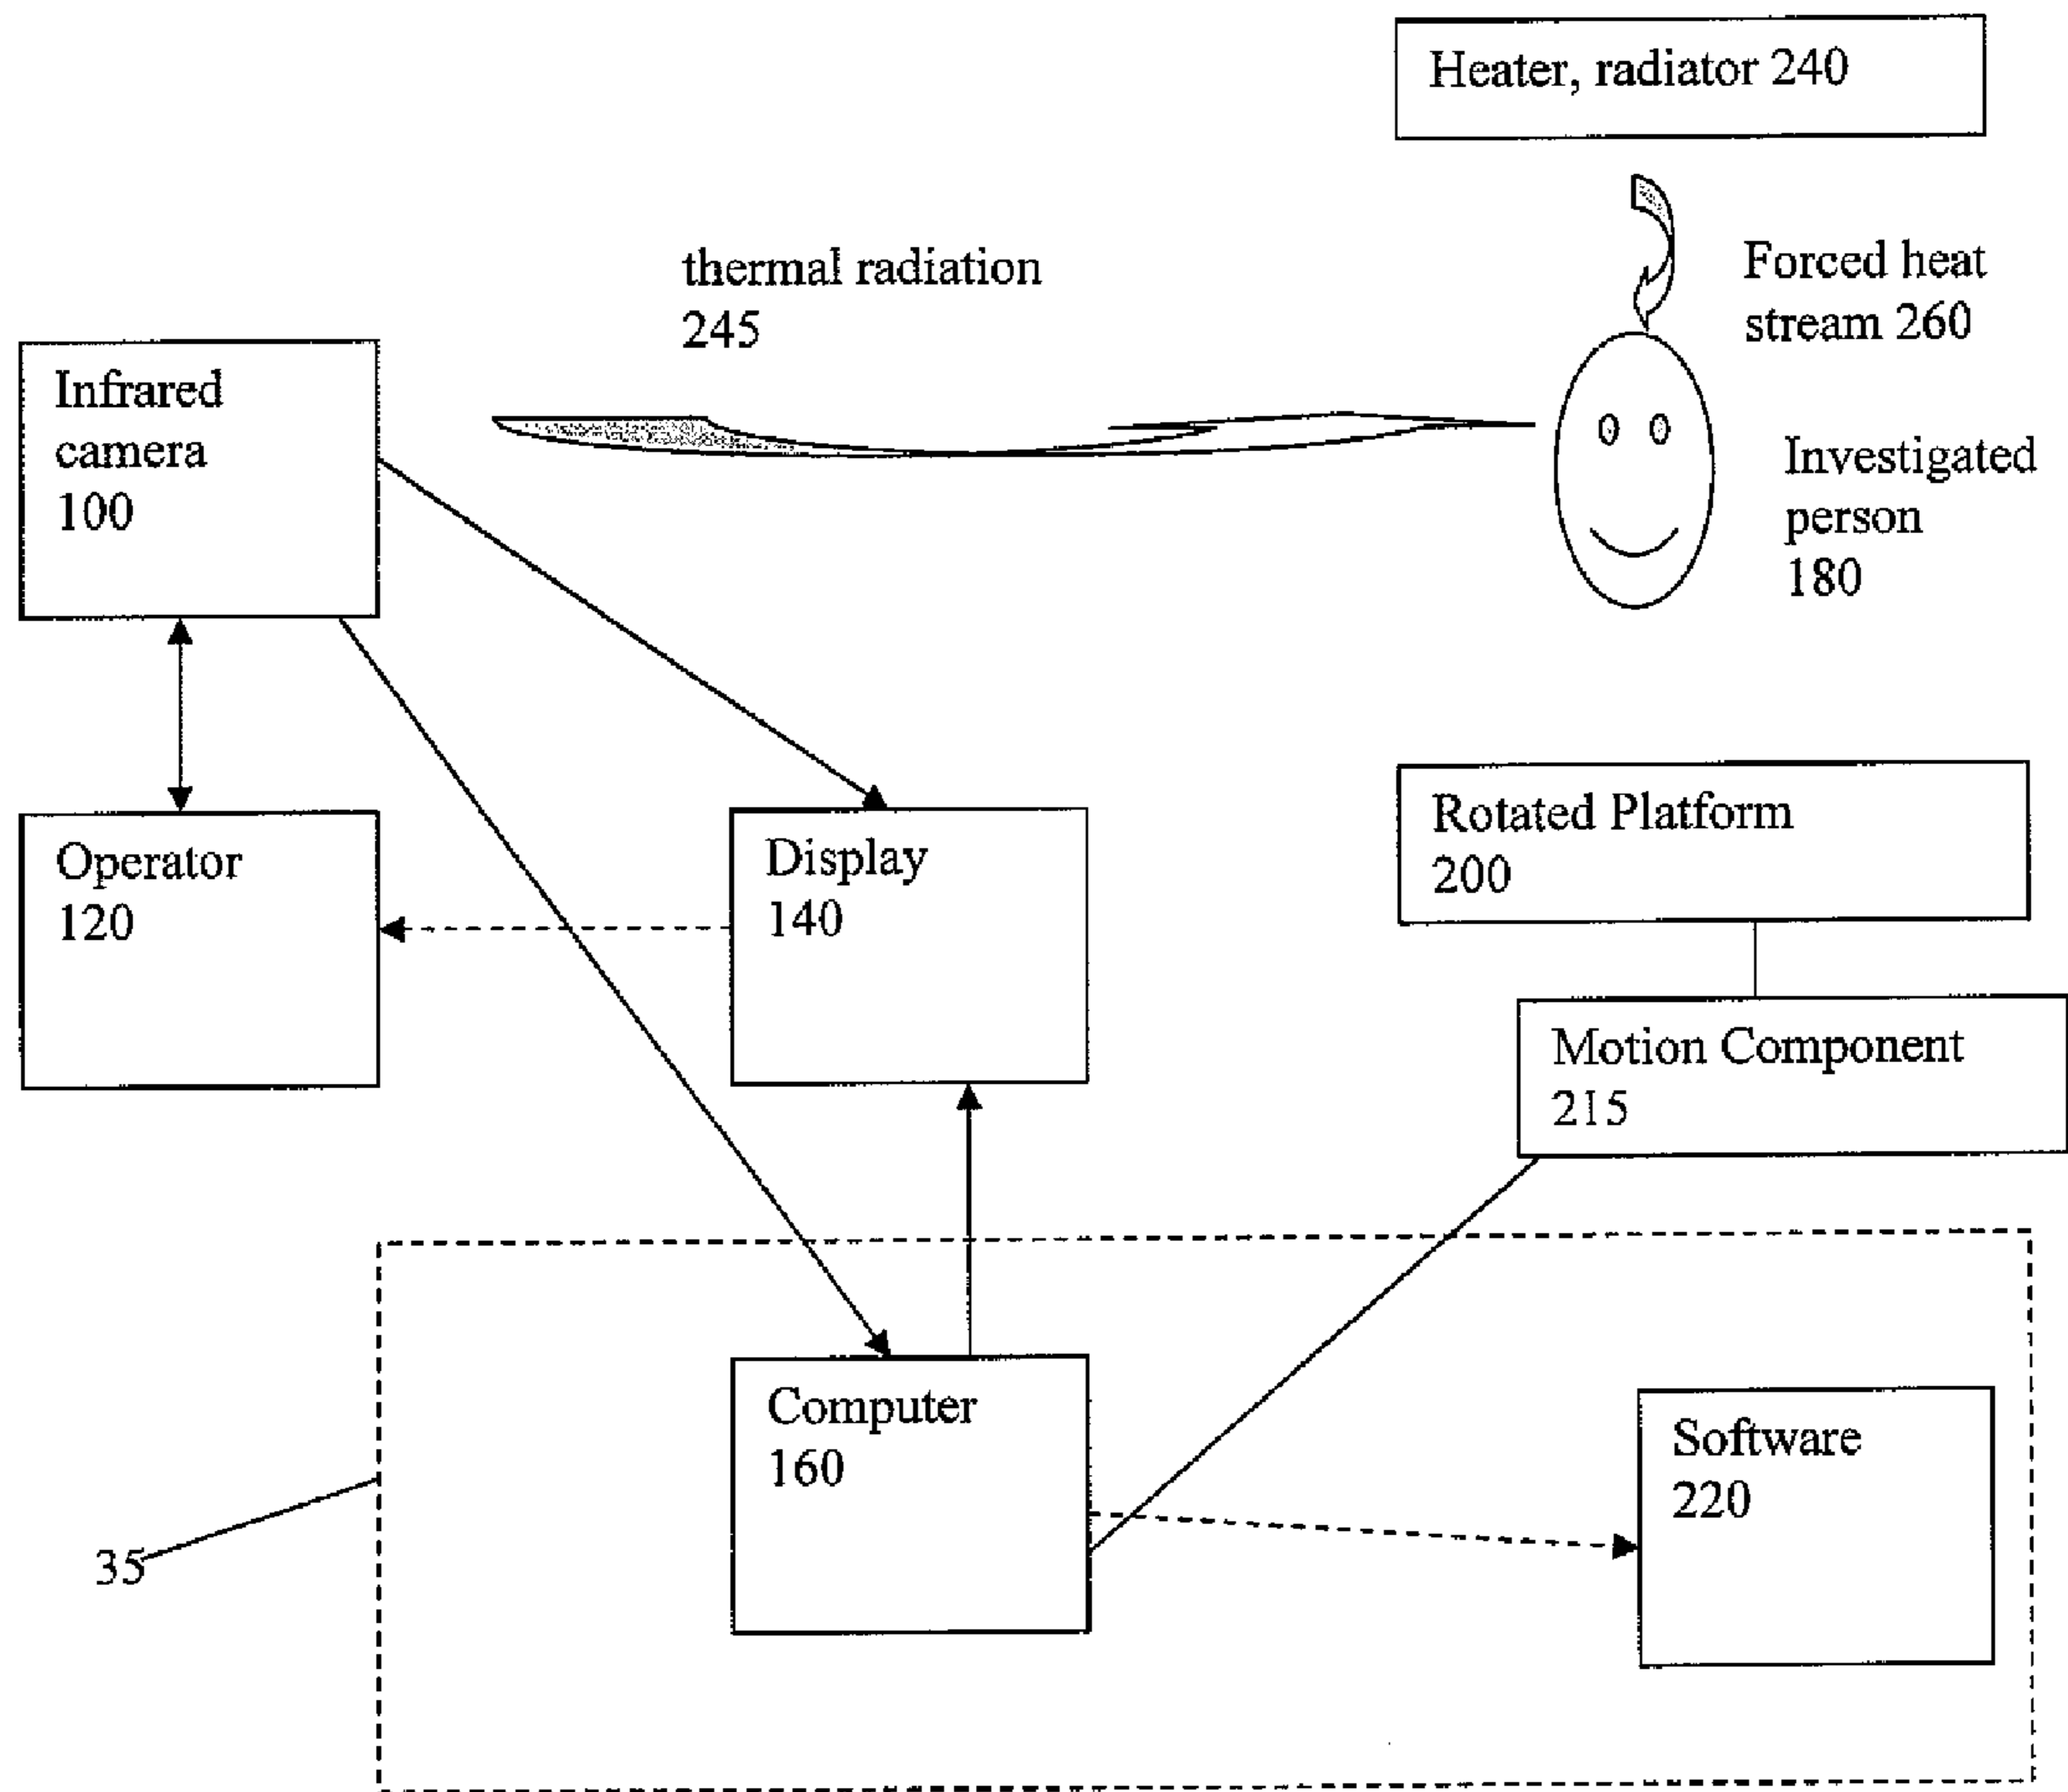 Heater, radiator 240
thermal radiation
245
Forced heat
stream 260
Infrared
camera
100
Investigated
person
180
Operator
120
Display
140
Rotated Platform
200
Motion Component
215
Computer
160
Software
220
35